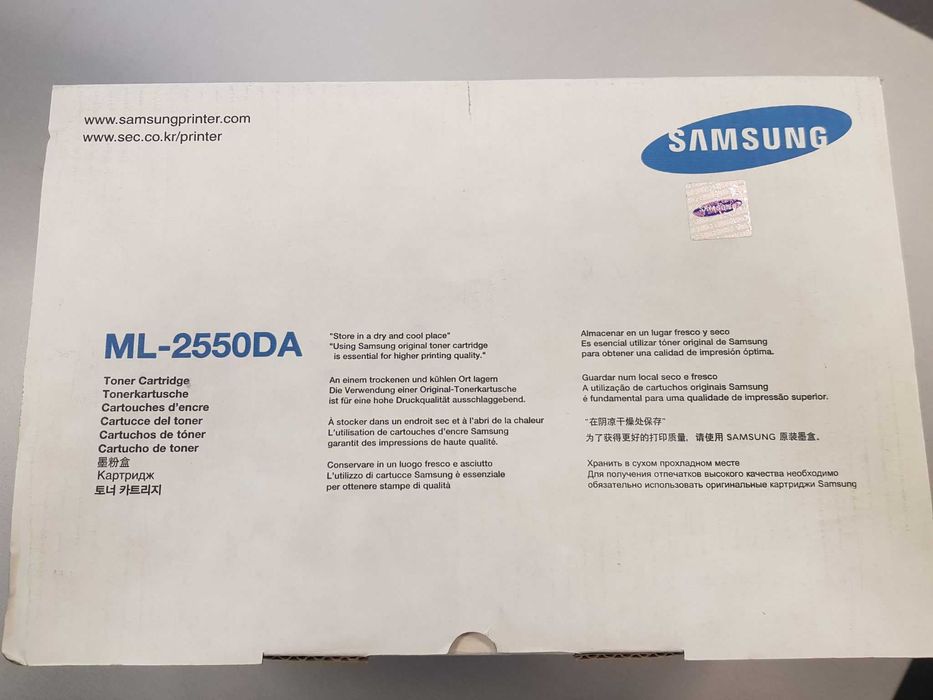 www.samsungprinter.com
www.sec.co.kr/printer
SAMSUNG
SAMSUNG
ML-2550DA
Toner Cartridge
Tonerkartusche
Cartouches d'encre
Cartucce del toner
Cartuchos de tóner
Cartucho de toner
墨粉盒
Картридж
토너 카트리지
"Store in a dry and cool place"
"Using Samsung original toner cartridge
is essential for higher printing quality."
An einem trockenen und kühlen Ort lagern
Die Verwendung einer Original-Tonerkartusche
ist für eine hohe Druckqualität ausschlaggebend.
À stocker dans un endroit sec et à l'abri de la chaleur
L'utilisation de cartouches d'encre Samsung
garantit des impressions de haute qualité.
Conservare in un luogo fresco e asciutto
L'utilizzo di cartucce Samsung è essenziale
per ottenere stampe di qualità
Almacenar en un lugar fresco y seco
Es esencial utilizar tóner original de Samsung
para obtener una calidad de impresión óptima.
Guardar num local seco e fresco
A utilização de cartuchos originais Samsung
é fundamental para uma qualidade de impressão superior.
"在阴凉干燥处保存"
为了获得更好的打印质量, 请使用 SAMSUNG 原装墨盒。
Хранить в сухом прохладном месте
Для получения отпечатков высокого качества необходимо
обязательно использовать оригинальные картриджи Samsung